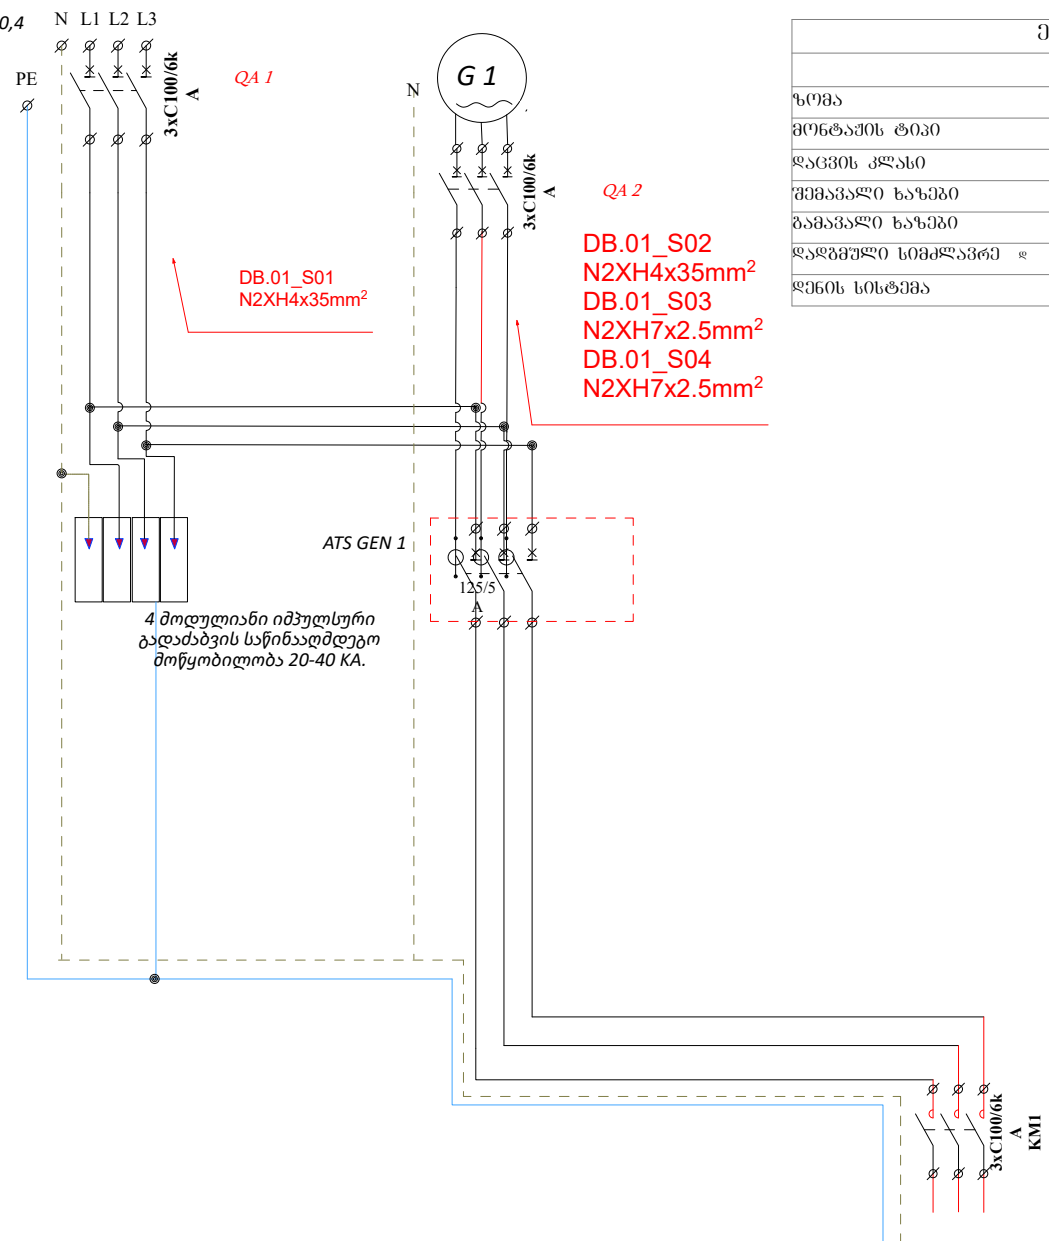 0,4
N L1 L2 L3
PE
3xC100/6k
A
QA 1
G 1
N
3xC100/6k
A
QA 2
DB.01_S01
N2XH4x35mm²
DB.01_S02
N2XH4x35mm²
DB.01_S03
N2XH7x2.5mm²
DB.01_S04
N2XH7x2.5mm²
ე
ზომა
მონტაჟის ტიპი
დაცვის კლასი
შემავალი ხაზები
გამავალი ხაზები
დადგმული სიმძლავრე დ
დენის სისტემა
ATS GEN 1
125/5
A
4 მოდულიანი იმპულსური
გადაძაბვის საწინააღმდეგო
მოწყობილობა 20-40 KA.
3xC100/6k
A
KM1